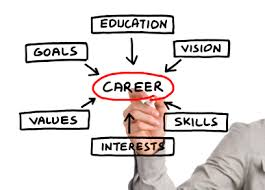 EDUCATION
GOALS
VISION
CAREER
VALUES
SKILLS
INTERESTS